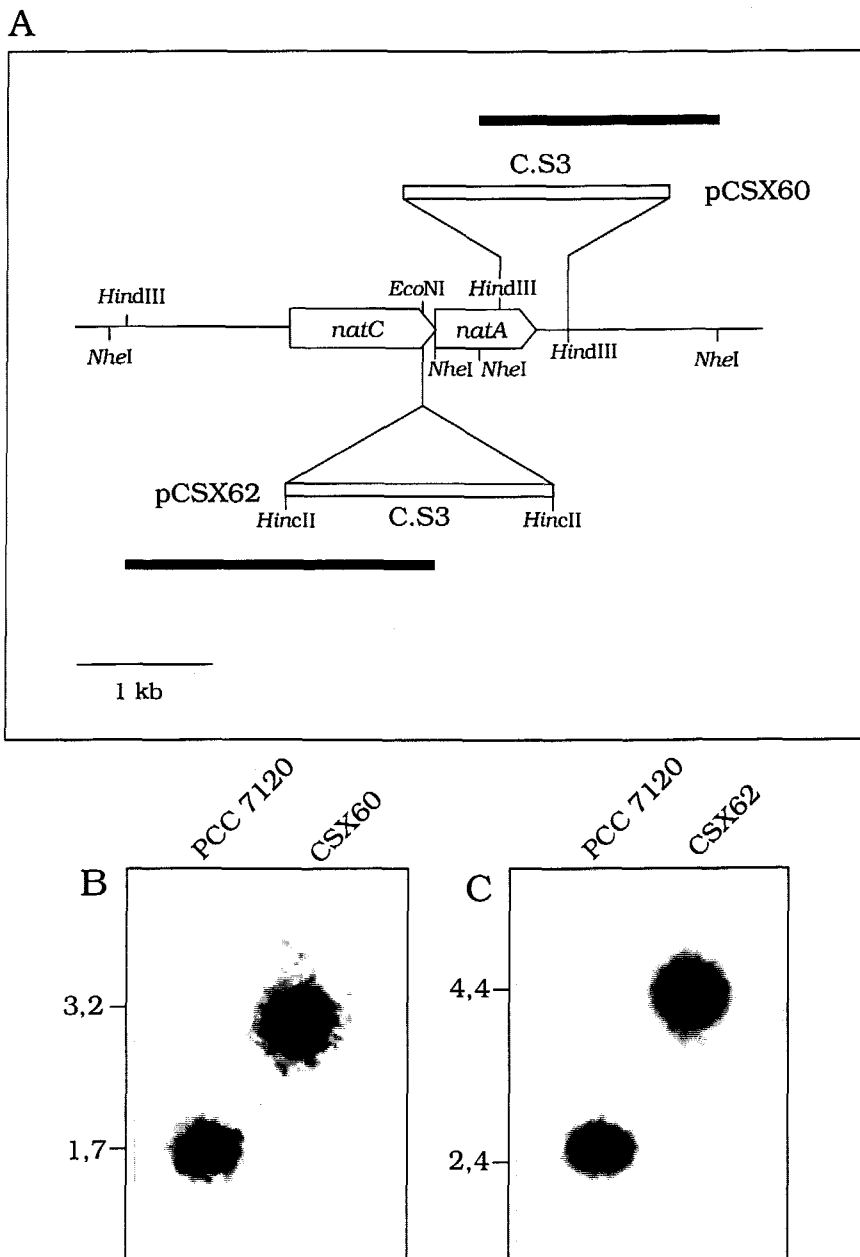 A
C.S3
pCSX60
EcoNI
HindIII
HindIII
natC
natA
NheI
NheI
NheI
HindIII
NheI
pCSX62
HincII
C.S3
HincII
1 kb
PCC 7120
CSX60
PCC 7120
CSX62
B
C
3,2
4,4
1,7
2,4